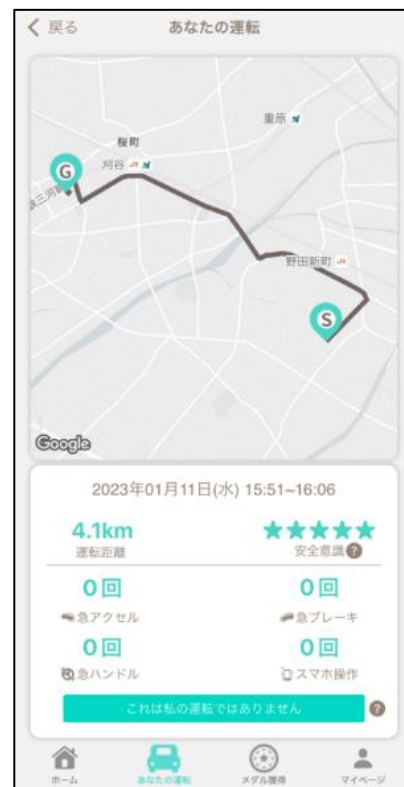 戻る
あなたの運転
重原
桜町
刈谷 JR
G
野田新町 JR
S
Google
2023年01月11日(水) 15:51~16:06
4.1km
運転距離
安全意識 ?
0回
急アクセル
0回
急ブレーキ
0回
急ハンドル
0回
スマホ操作
これは私の運転ではありません ?
ホーム
あなたの運転
メダル獲得
マイページ